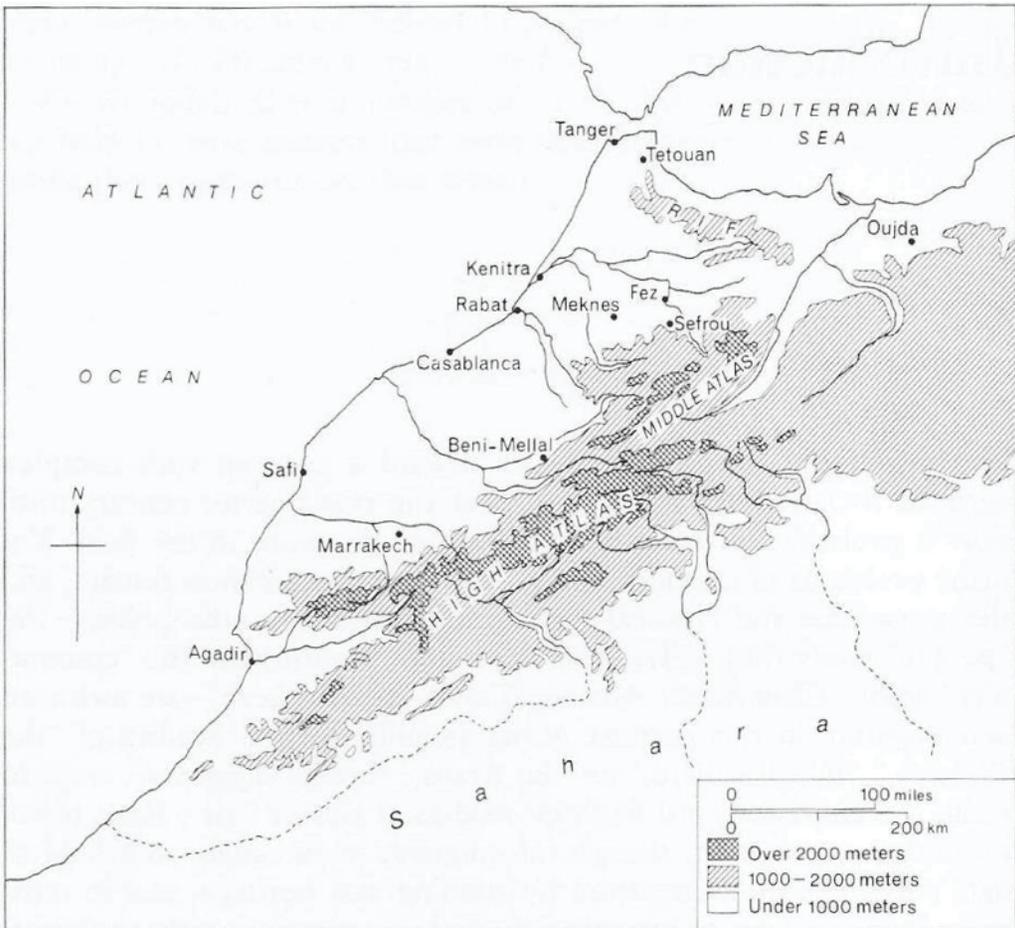 MEDITERRANEAN
SEA
Tanger
Tetouan
ATLANTIC
RIF
Oujda
Kenitra
Fez
Rabat
Meknes
Sefrou
Casablanca
OCEAN
MIDDLE ATLAS
Beni-Mellal
Safi
N
HIGH ATLAS
Marrakech
Agadir
Sahara
0 100 miles
0 200 km
Over 2000 meters
1000-2000 meters
Under 1000 meters